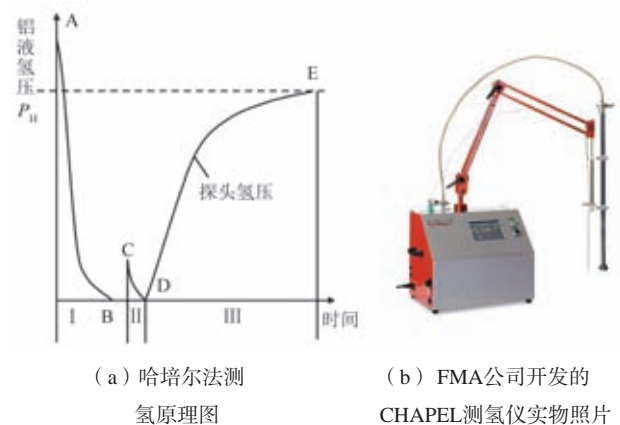 铝液氢压
P_H
A
E
探头氢压
C
D
I
B
II
III
时间
（a）哈培尔法测
氢原理图
（b）FMA公司开发的
CHAPEL测氢仪实物照片